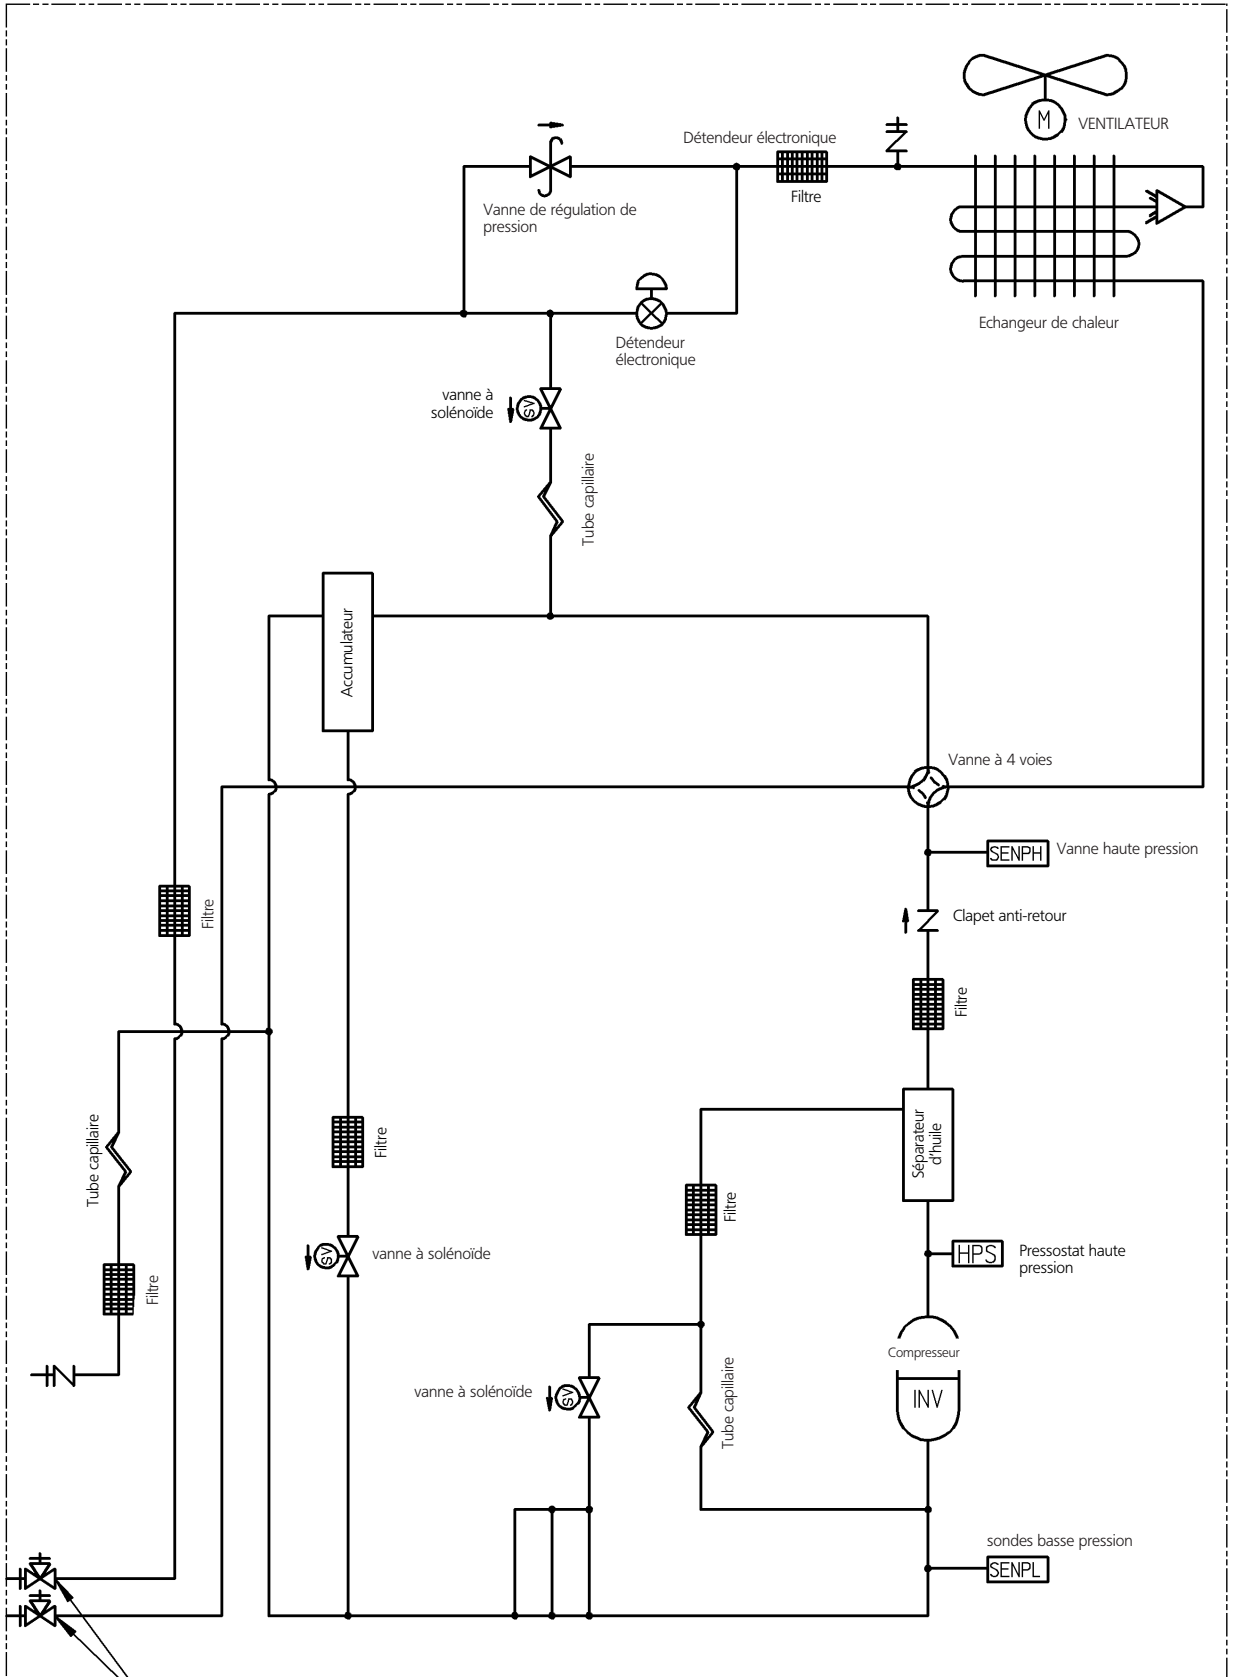 M
VENTILATEUR
Détendeur électronique
Filtre
Vanne de régulation de
pression
Echangeur de chaleur
Détendeur
électronique
vanne à
solénoïde
SV
Tube capillaire
Accumulateur
Vanne à 4 voies
SENPH
Vanne haute pression
Filtre
Clapet anti-retour
Filtre
Tube capillaire
Filtre
Séparateur
d'huile
Filtre
SV
vanne à solénoïde
HPS
Pressostat haute
pression
Filtre
Compresseur
INV
vanne à solénoïde
SV
Tube capillaire
sondes basse pression
SENPL